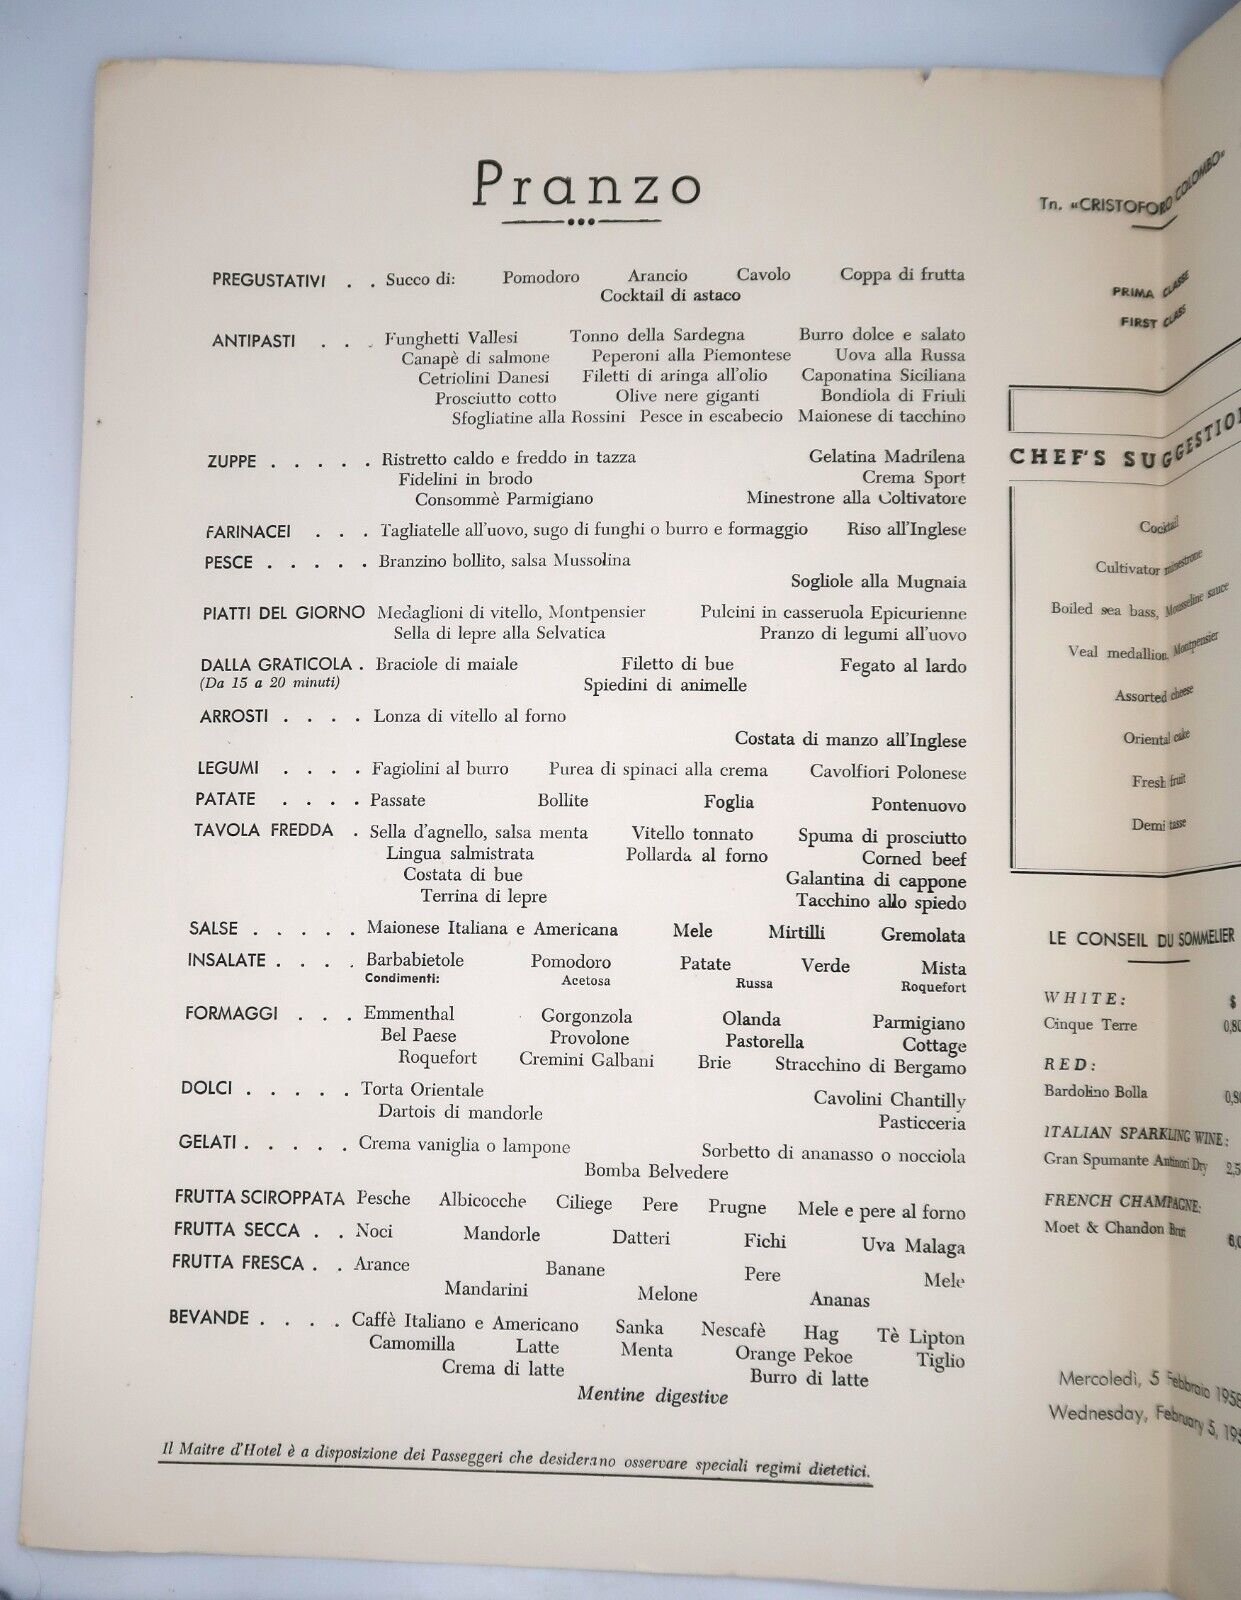 Pranzo
PREGUSTATIVI . . Succo di: Pomodoro Arancio Cavolo Coppa di frutta
Cocktail di astaco
ANTIPASTI . . . Funghetti Vallesi Tonno della Sardegna Burro dolce e salato
Canapè di salmone Peperoni alla Piemontese Uova alla Russa
Cetriolini Danesi Filetti di aringa all'olio Caponatina Siciliana
Prosciutto cotto Olive nere giganti Bondiola di Friuli
Sfogliatine alla Rossini Pesce in escabecio Maionese di tacchino
ZUPPE . . . . . Ristretto caldo e freddo in tazza Gelatina Madrilena
Fidelini in brodo Crema Sport
Consommè Parmigiano Minestrone alla Coltivatore
FARINACEI . . . Tagliatelle all'uovo, sugo di funghi o burro e formaggio Riso all'Inglese
PESCE . . . . . Branzino bollito, salsa Mussolina
Sogliole alla Mugnaia
PIATTI DEL GIORNO Medaglioni di vitello, Montpensier Pulcini in casseruola Epicurienne
Sella di lepre alla Selvatica Pranzo di legumi all'uovo
DALLA GRATICOLA . Braciole di maiale Filetto di bue Fegato al lardo
(Da 15 a 20 minuti) Spiedini di animelle
ARROSTI . . . . Lonza di vitello al forno
Costata di manzo all'Inglese
LEGUMI . . . . Fagiolini al burro Purea di spinaci alla crema Cavolfiori Polonese
PATATE . . . . Passate Bollite Foglia Pontenuovo
TAVOLA FREDDA . Sella d'agnello, salsa menta Vitello tonnato Spuma di prosciutto
Lingua salmistrata Pollarda al forno Corned beef
Costata di bue Galantina di cappone
Terrina di lepre Tacchino allo spiedo
SALSE . . . . . Maionese Italiana e Americana Mele Mirtilli Gremolata
INSALATE . . . . Barbabietole Pomodoro Patate Verde Mista
Condimenti: Acetosa Russa Roquefort
FORMAGGI . . . Emmenthal Gorgonzola Olanda Parmigiano
Bel Paese Provolone Pastorella Cottage
Roquefort Cremini Galbani Brie Stracchino di Bergamo
DOLCI . . . . . Torta Orientale Cavolini Chantilly
Dartois di mandorle Pasticceria
GELATI . . . . . Crema vaniglia o lampone Sorbetto di ananasso o nocciola
Bomba Belvedere
FRUTTA SCIROPPATA Pesche Albicocche Ciliege Pere Prugne Mele e pere al forno
FRUTTA SECCA . . Noci Mandorle Datteri Fichi Uva Malaga
FRUTTA FRESCA . . Arance Banane Pere Mele
Mandarini Melone Ananas
BEVANDE . . . . Caffè Italiano e Americano Sanka Nescafè Hag Tè Lipton
Camomilla Latte Menta Orange Pekoe Tiglio
Crema di latte Burro di latte
Mentine digestive
Il Maitre d'Hotel è a disposizione dei Passeggeri che desiderano osservare speciali regimi dietetici.
Tn. «CRISTOFORO COLOMBO»
PRIMA CLASSE
FIRST CLASS
CHEF'S SUGGESTION
Cocktail
Cultivator minestrone
Boiled sea bass, Mousseline sauce
Veal medallion, Montpensier
Assorted cheese
Oriental cake
Fresh fruit
Demi tasse
LE CONSEIL DU SOMMELIER
WHITE: $
Cinque Terre 0,80
RED:
Bardolino Bolla 0,80
ITALIAN SPARKLING WINE:
Gran Spumante Antinori Dry 2,5
FRENCH CHAMPAGNE:
Moet & Chandon Brut 6,0
Mercoledì, 5 Febbraio 1958
Wednesday, February 5, 195